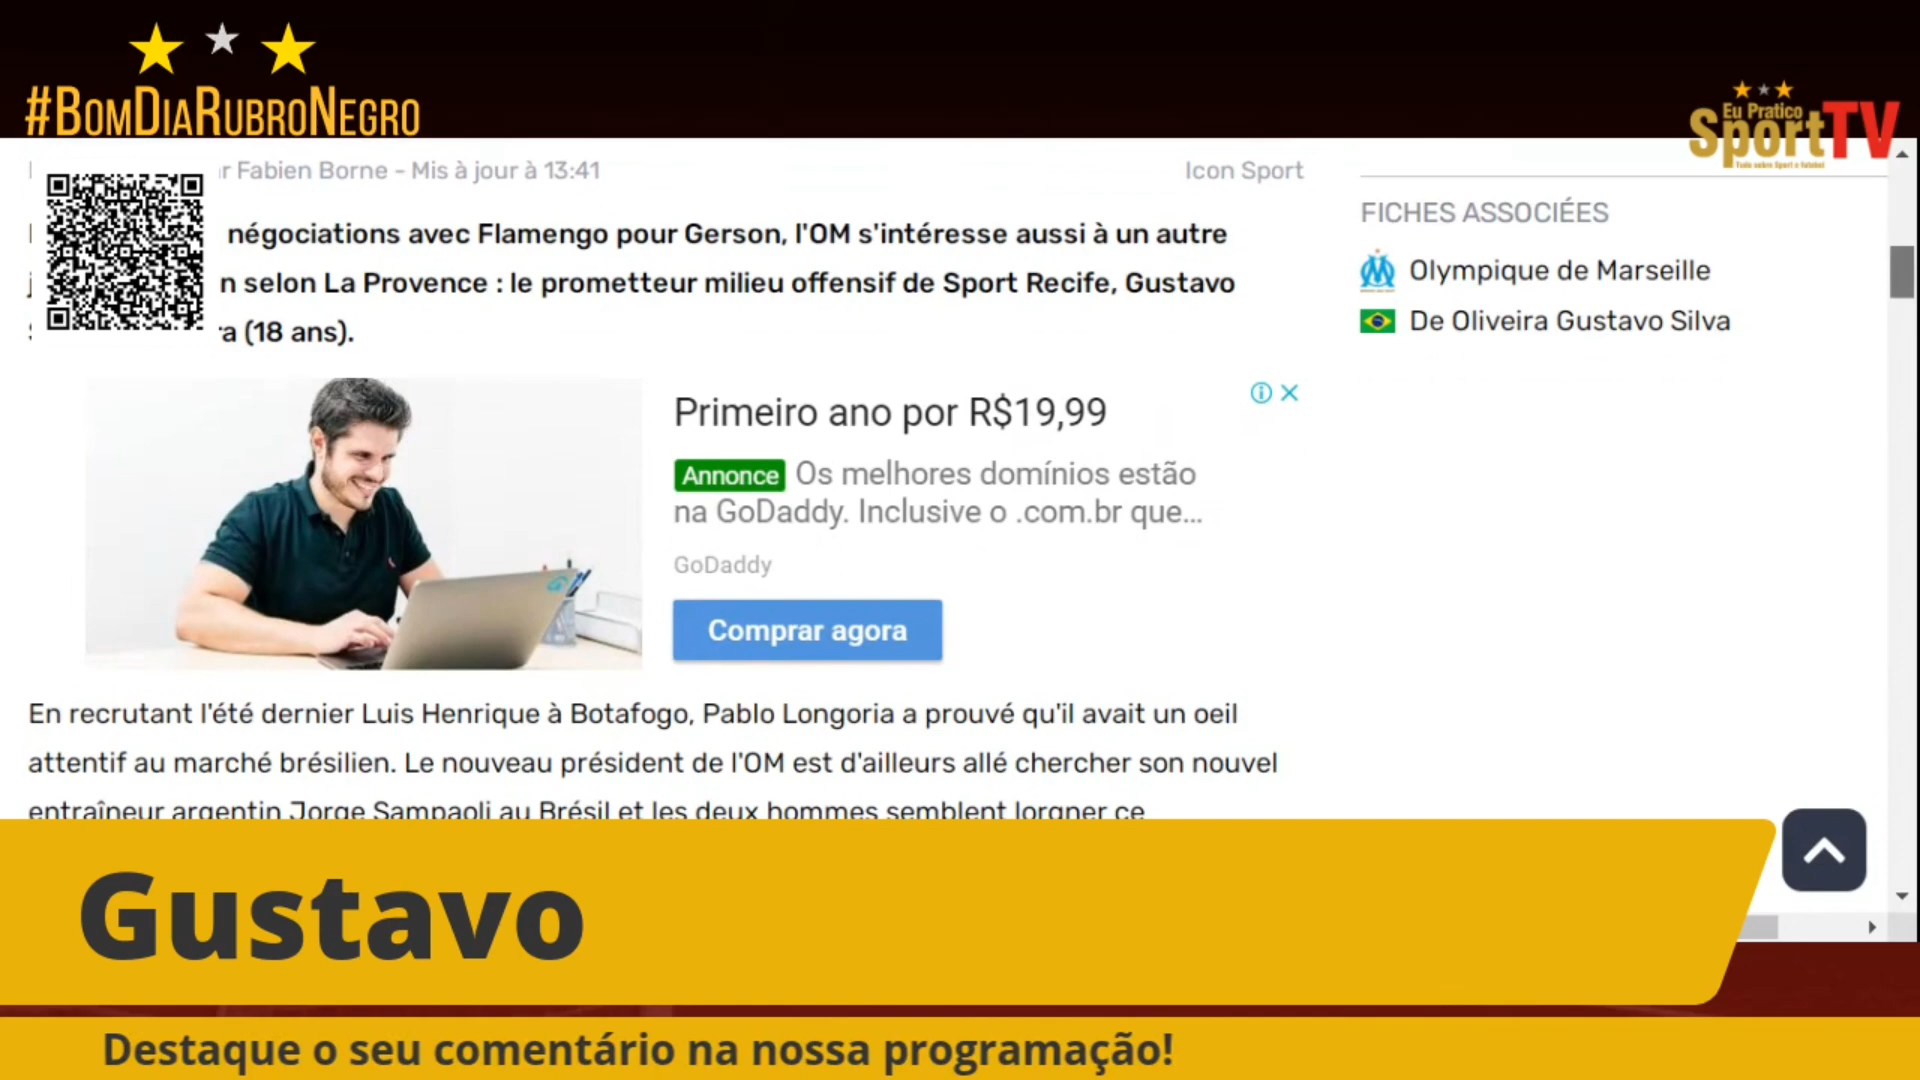 #BOMDIARUBRONEGRO
Eu Pratico
SportTV
Tudo sobre Sport e futebol
r Fabien Borne - Mis à jour à 13:41
Icon Sport
négociations avec Flamengo pour Gerson, l'OM s'intéresse aussi à un autre
n selon La Provence : le prometteur milieu offensif de Sport Recife, Gustavo
a (18 ans).
FICHES ASSOCIÉES
Olympique de Marseille
De Oliveira Gustavo Silva
Primeiro ano por R$19,99
Annonce Os melhores domínios estão
na GoDaddy. Inclusive o .com.br que...
GoDaddy
Comprar agora
En recrutant l'été dernier Luis Henrique à Botafogo, Pablo Longoria a prouvé qu'il avait un oeil
attentif au marché brésilien. Le nouveau président de l'OM est d'ailleurs allé chercher son nouvel
entraîneur argentin Jorge Sampaoli au Brésil et les deux hommes semblent lorgner ce
Gustavo
Destaque o seu comentário na nossa programação!